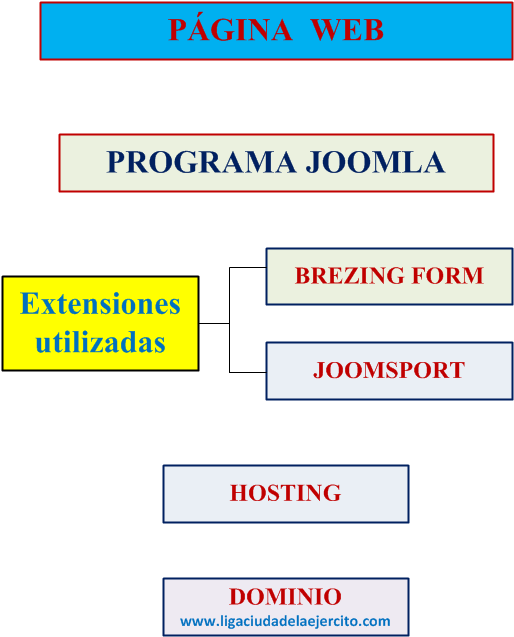 PÁGINA WEB
PROGRAMA JOOMLA
Extensiones
utilizadas
BREZING FORM
JOOMSPORT
HOSTING
DOMINIO
www.ligaciudadelaejercito.com